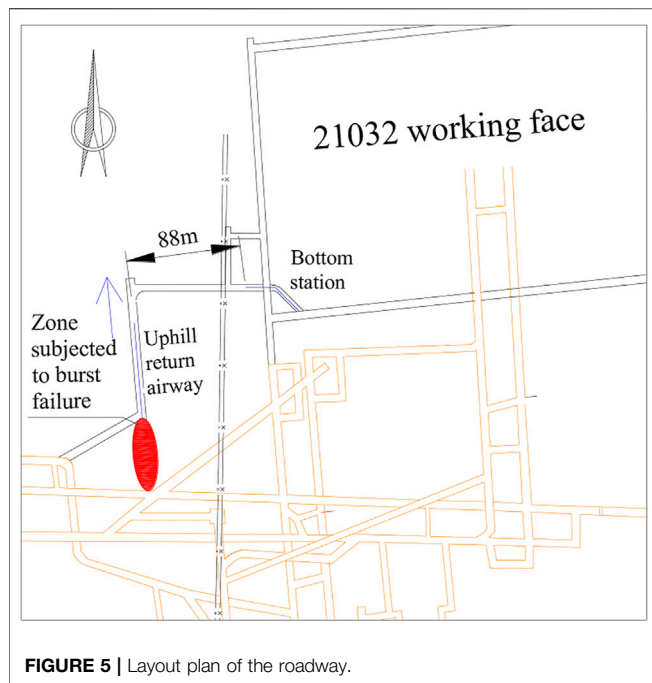 21032 working face
88m
Bottom
station
Zone
subjected
to burst
failure
Uphill
return
airway
FIGURE 5 | Layout plan of the roadway.